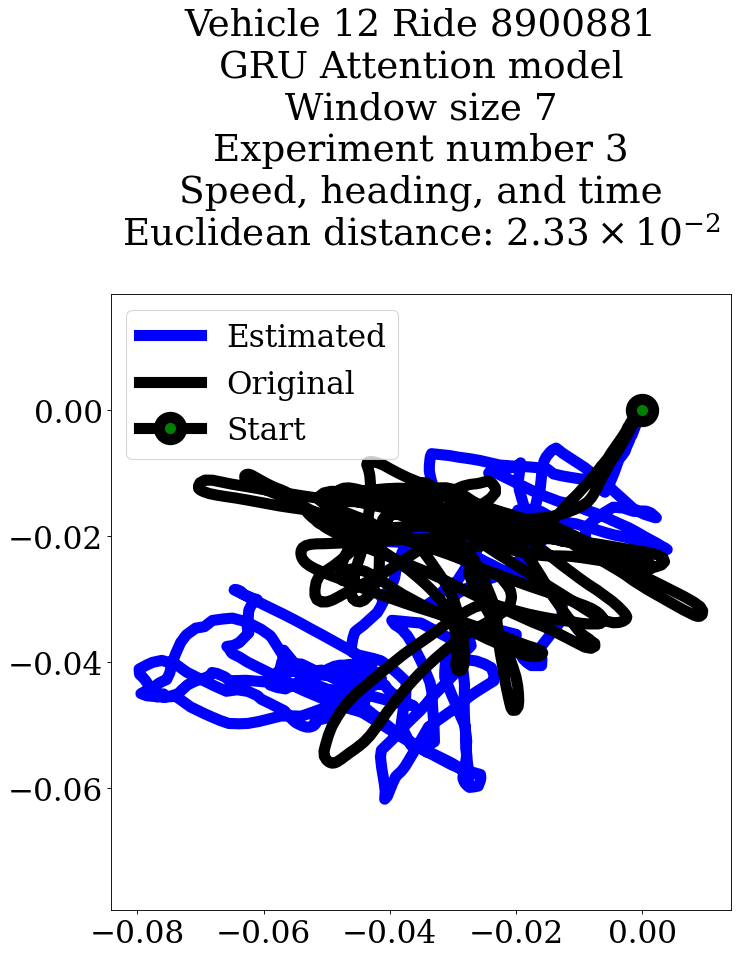 Vehicle 12 Ride 8900881
GRU Attention model
Window size 7
Experiment number 3
Speed, heading, and time
Euclidean distance: 2.33 × 10⁻²
Estimated
Original
Start
0.00
−0.02
−0.04
−0.06
−0.08 −0.06 −0.04 −0.02 0.00